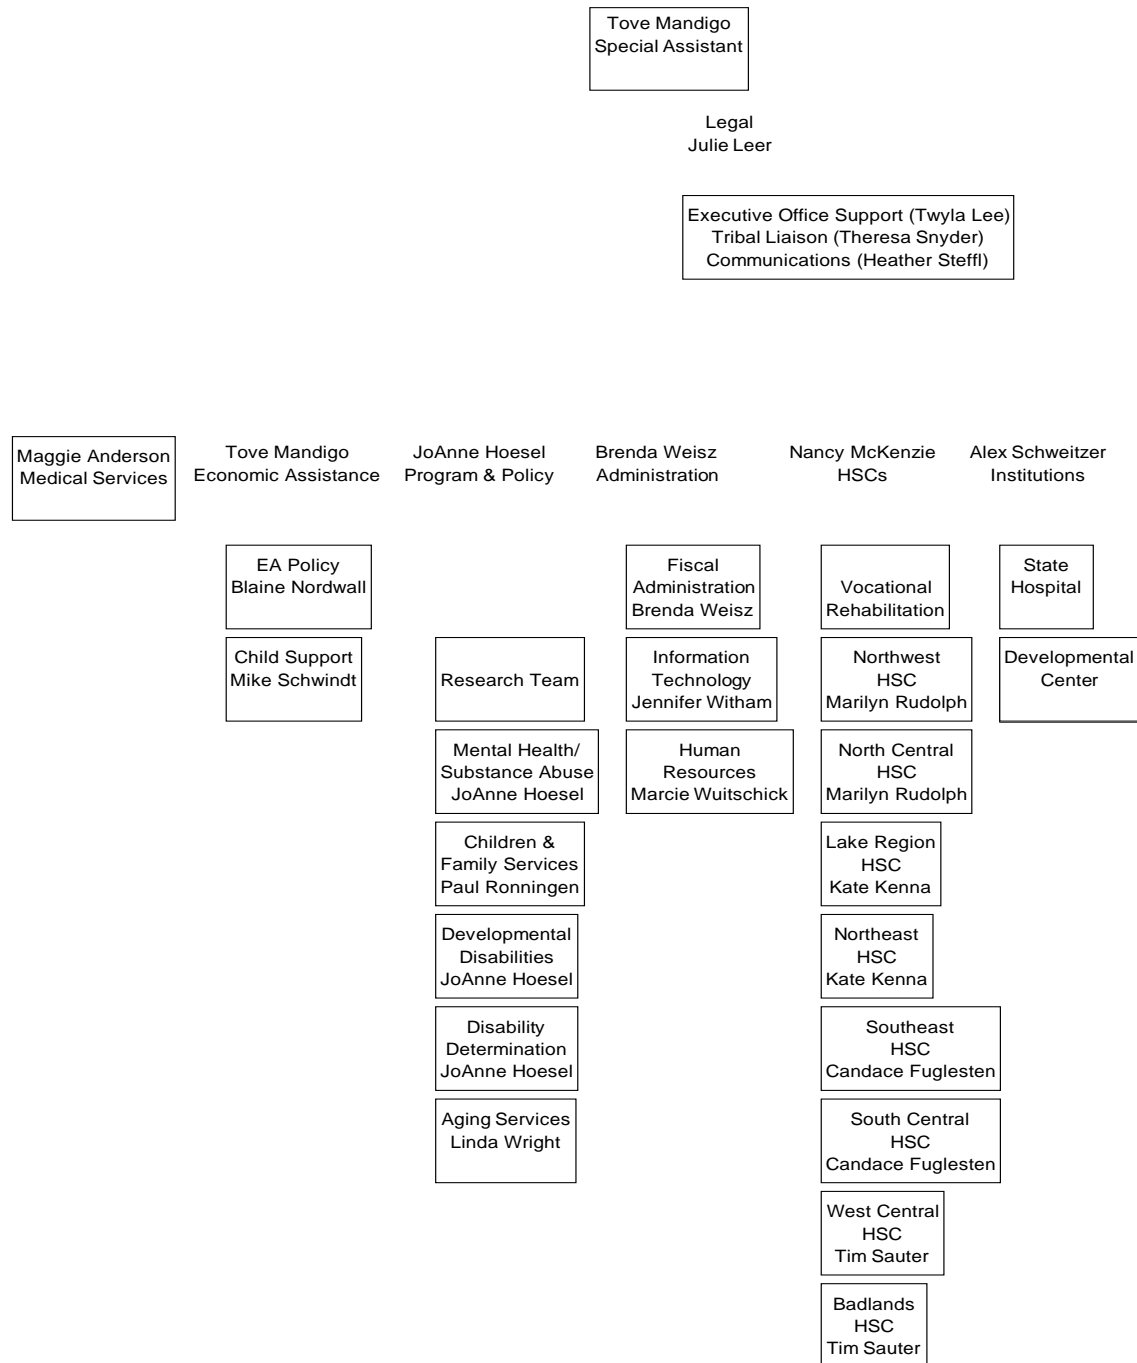 Tove Mandigo
Special Assistant
Legal
Julie Leer
Executive Office Support (Twyla Lee)
Tribal Liaison (Theresa Snyder)
Communications (Heather Steffl)
Maggie Anderson
Medical Services
Tove Mandigo
Economic Assistance
JoAnne Hoesel
Program & Policy
Brenda Weisz
Administration
Nancy McKenzie
HSCs
Alex Schweitzer
Institutions
EA Policy
Blaine Nordwall
Child Support
Mike Schwindt
Research Team
Mental Health/
Substance Abuse
JoAnne Hoesel
Children &
Family Services
Paul Ronningen
Developmental
Disabilities
JoAnne Hoesel
Disability
Determination
JoAnne Hoesel
Aging Services
Linda Wright
Fiscal
Administration
Brenda Weisz
Information
Technology
Jennifer Witham
Human
Resources
Marcie Wuitschick
Vocational
Rehabilitation
Northwest
HSC
Marilyn Rudolph
North Central
HSC
Marilyn Rudolph
Lake Region
HSC
Kate Kenna
Northeast
HSC
Kate Kenna
Southeast
HSC
Candace Fuglesten
South Central
HSC
Candace Fuglesten
West Central
HSC
Tim Sauter
Badlands
HSC
Tim Sauter
State
Hospital
Developmental
Center